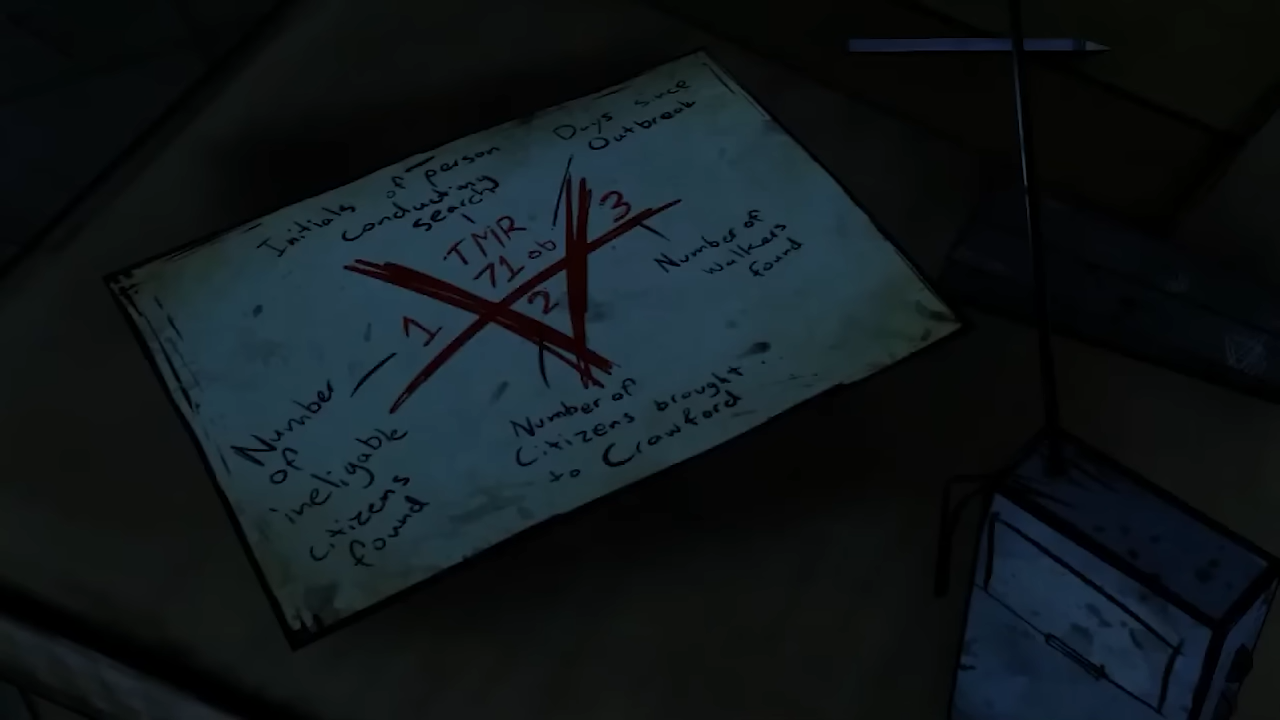 Initials of person
conducting
search
Days since
Outbreak
TMR
71 ob
3
1
2
Number of
walkers
found
Number
of
ineligable
citizens
found
Number of
Citizens brought
to Crawford